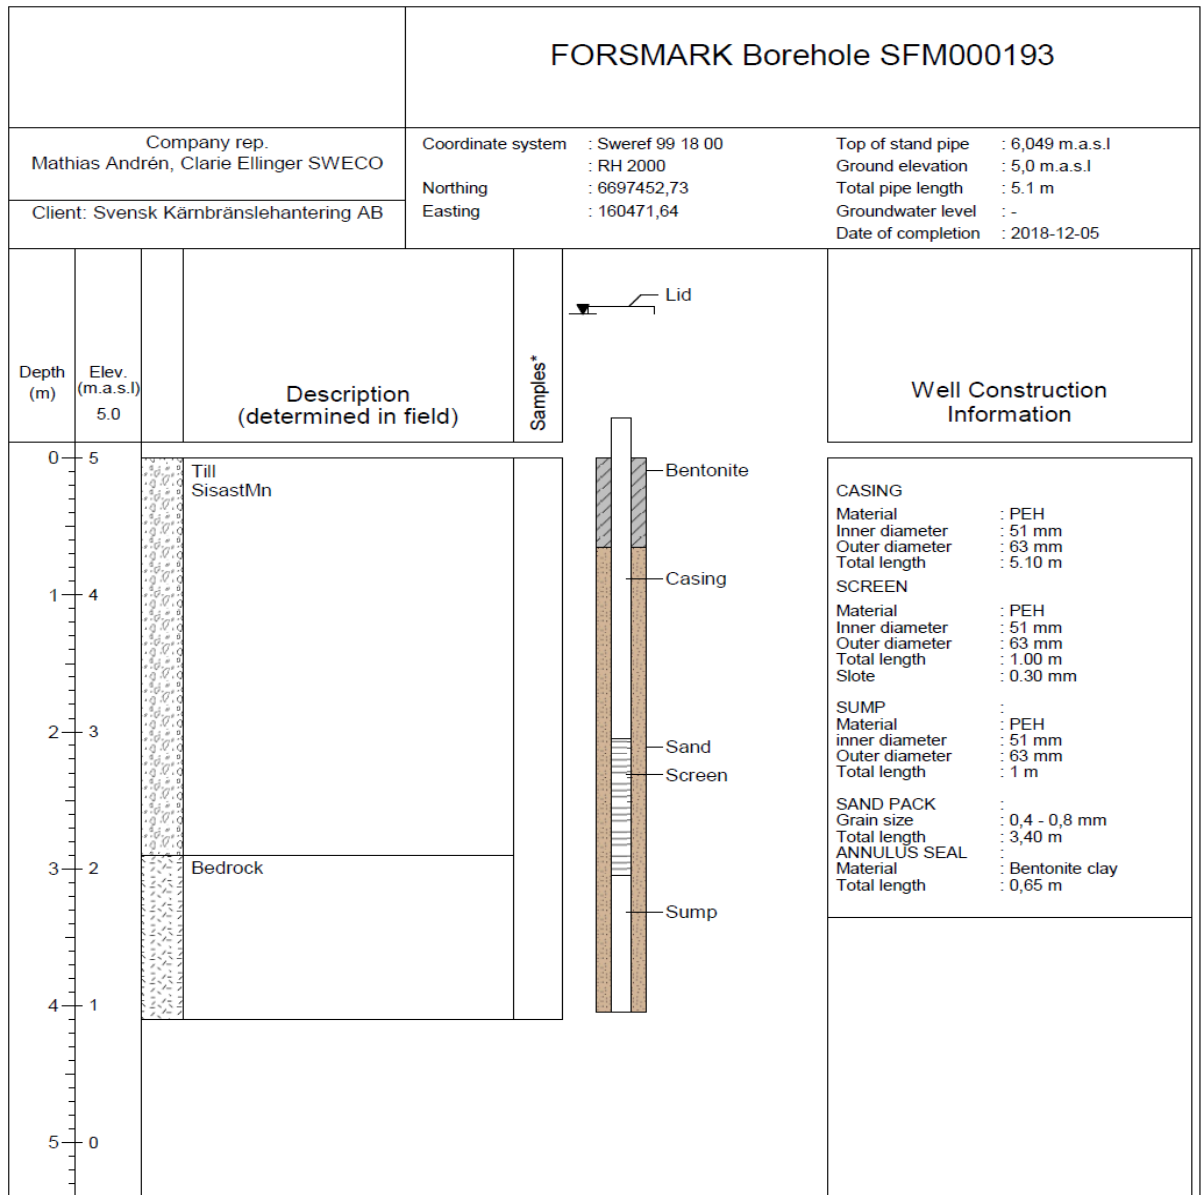 FORSMARK Borehole SFM000193
Company rep.
Mathias Andrén, Clarie Ellinger SWECO
Client: Svensk Kärnbränslehantering AB
Coordinate system : Sweref 99 18 00
: RH 2000
Northing : 6697452,73
Easting : 160471,64
Top of stand pipe : 6,049 m.a.s.l
Ground elevation : 5,0 m.a.s.l
Total pipe length : 5.1 m
Groundwater level : -
Date of completion : 2018-12-05
Depth
(m)
Elev.
(m.a.s.l)
5.0
Description
(determined in field)
Samples*
Lid
Well Construction
Information
0 5
1 4
2 3
3 2
4 1
5 0
Till
SisastMn
Bedrock
Bentonite
Casing
Sand
Screen
Sump
CASING
Material : PEH
Inner diameter : 51 mm
Outer diameter : 63 mm
Total length : 5.10 m
SCREEN
Material : PEH
Inner diameter : 51 mm
Outer diameter : 63 mm
Total length : 1.00 m
Slote : 0.30 mm
SUMP :
Material : PEH
inner diameter : 51 mm
Outer diameter : 63 mm
Total length : 1 m
SAND PACK :
Grain size : 0,4 - 0,8 mm
Total length : 3,40 m
ANNULUS SEAL :
Material : Bentonite clay
Total length : 0,65 m